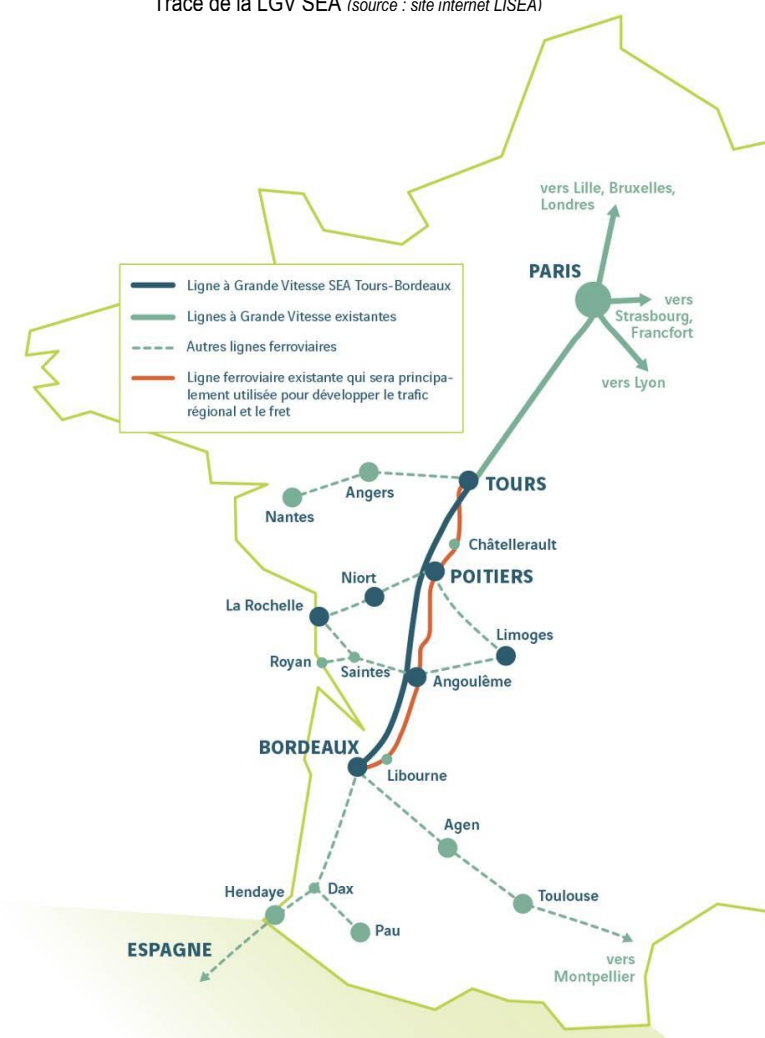 Tracé de la LGV SEA (source : site internet LISEA)
vers Lille, Bruxelles,
Londres
PARIS
vers
Strasbourg,
Francfort
vers Lyon
Ligne à Grande Vitesse SEA Tours-Bordeaux
Lignes à Grande Vitesse existantes
Autres lignes ferroviaires
Ligne ferroviaire existante qui sera principa-
lement utilisée pour développer le trafic
régional et le fret
TOURS
Angers
Nantes
Châtellerault
POITIERS
Niort
La Rochelle
Limoges
Royan
Saintes
Angoulême
BORDEAUX
Libourne
Agen
Hendaye
Dax
Toulouse
Pau
ESPAGNE
vers
Montpellier